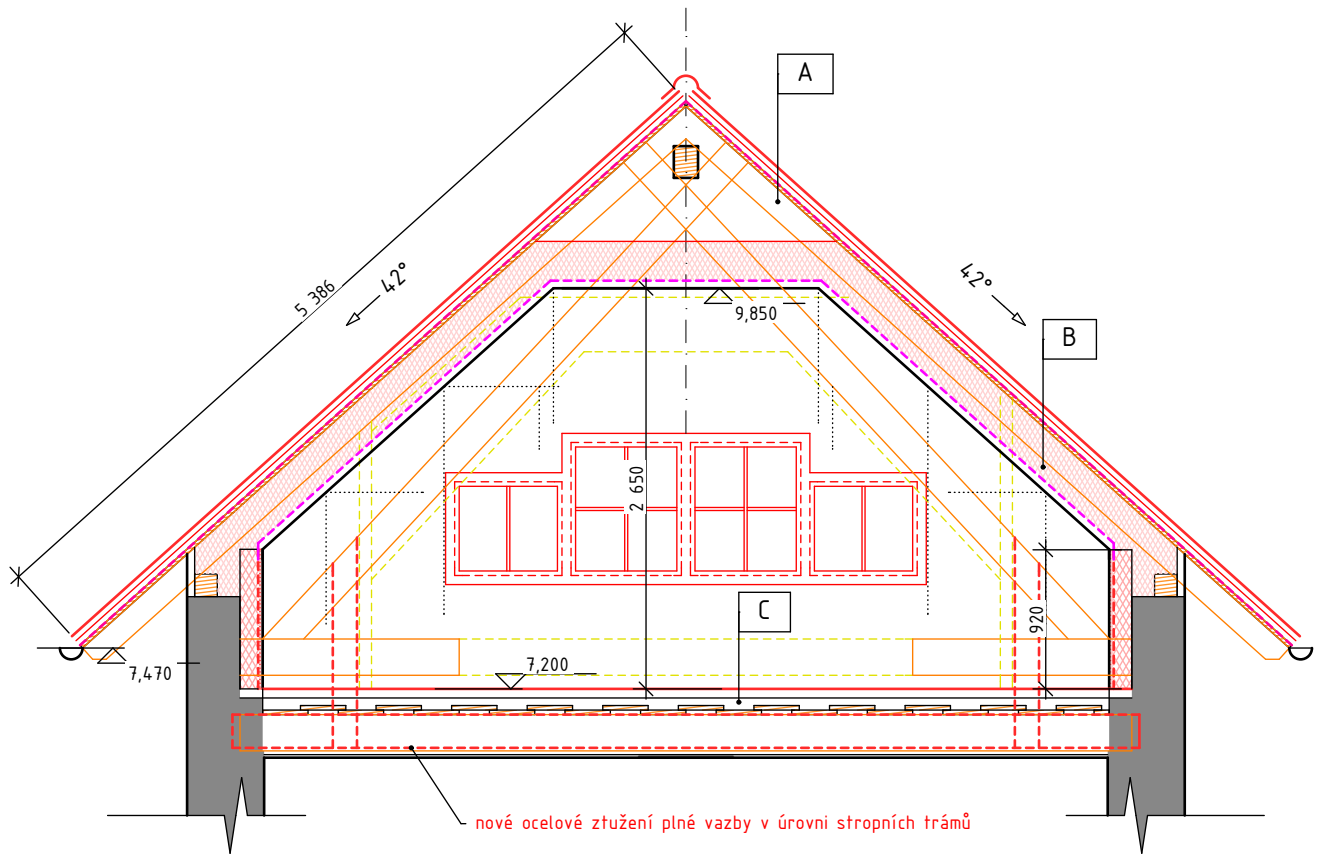 A
5 386
42°
42°
9,850
B
2 650
C
920
7,470
7,200
nové ocelové ztužení plné vazby v úrovni stropních trámů